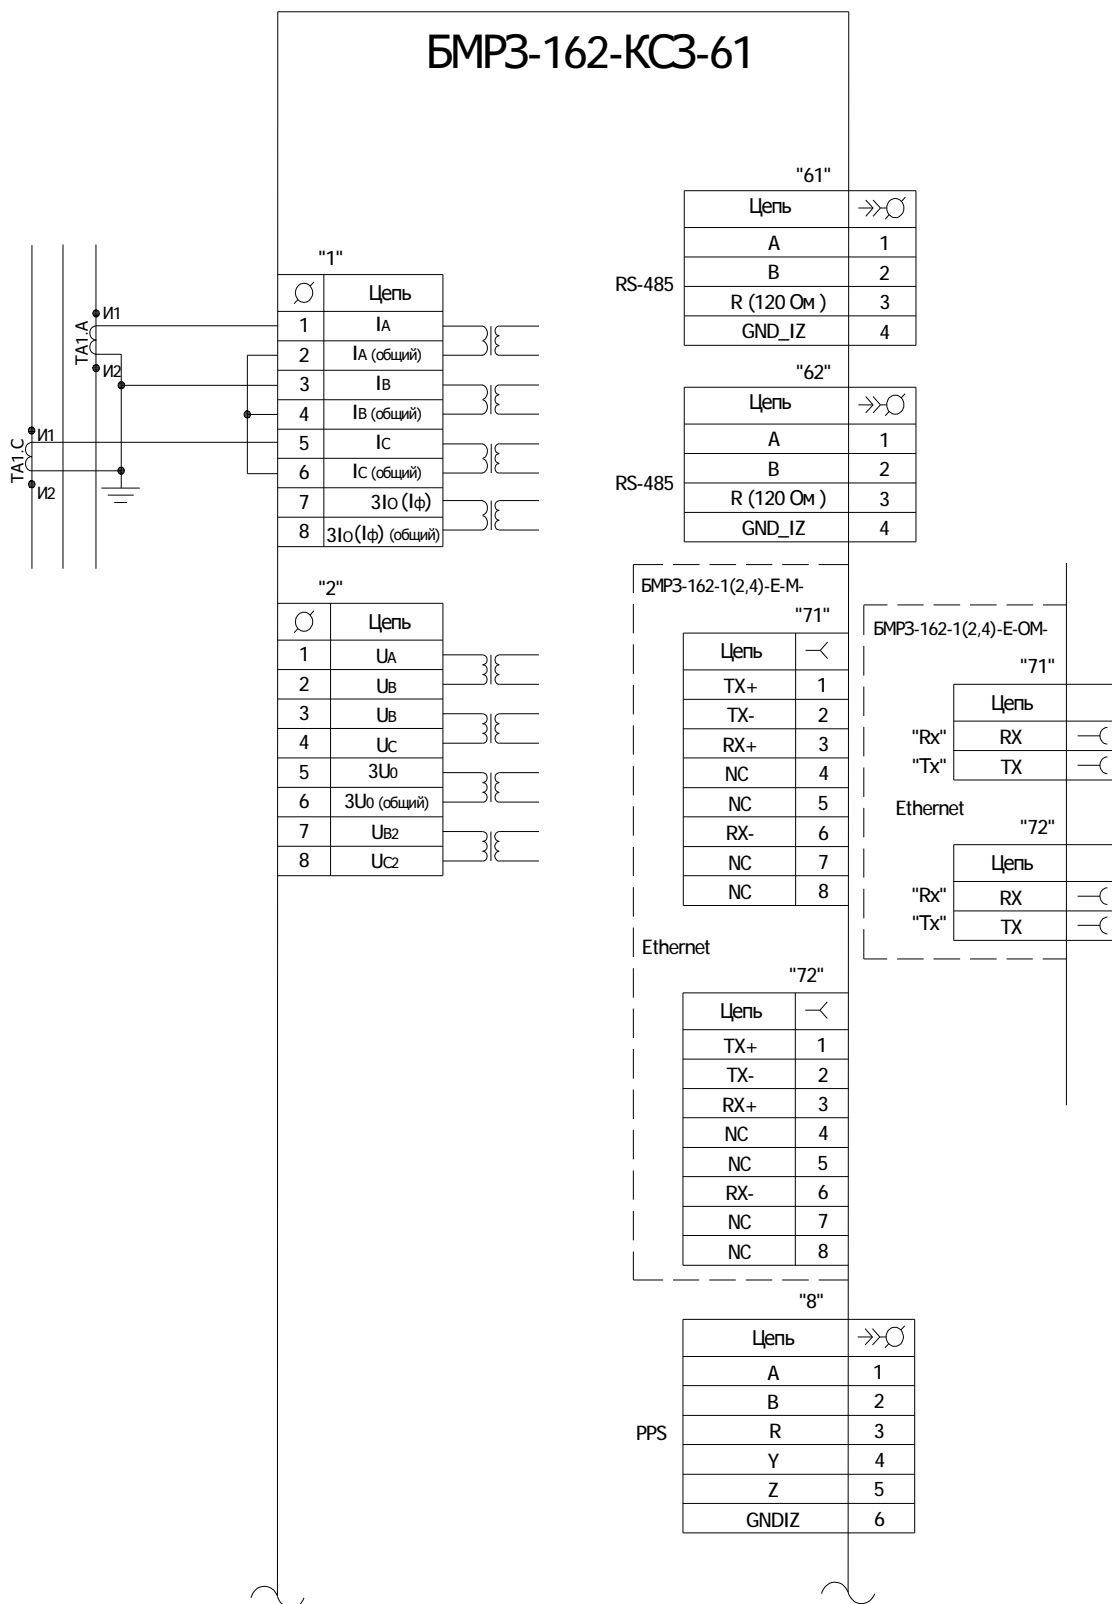 БМРЗ-162-КСЗ-61
"1"
Цепь
1 IA
2 IA (общий)
3 IB
4 IB (общий)
5 IC
6 IC (общий)
7 3IO (Iф)
8 3IO (Iф) (общий)
И1
TA1.A
И2
И1
TA1.C
И2
"2"
Цепь
1 UA
2 UB
3 UB
4 UC
5 3U0
6 3U0 (общий)
7 UB2
8 UC2
"61"
Цепь
RS-485
A 1
B 2
R (120 Ом) 3
GND_IZ 4
"62"
Цепь
RS-485
A 1
B 2
R (120 Ом) 3
GND_IZ 4
БМРЗ-162-1(2,4)-Е-М-
"71"
Цепь
TX+ 1
TX- 2
RX+ 3
NC 4
NC 5
RX- 6
NC 7
NC 8
Ethernet
"72"
Цепь
TX+ 1
TX- 2
RX+ 3
NC 4
NC 5
RX- 6
NC 7
NC 8
БМРЗ-162-1(2,4)-Е-ОМ-
"71"
Цепь
"Rx" RX
"Tx" TX
Ethernet
"72"
Цепь
"Rx" RX
"Tx" TX
"8"
Цепь
PPS
A 1
B 2
R 3
Y 4
Z 5
GNDIZ 6